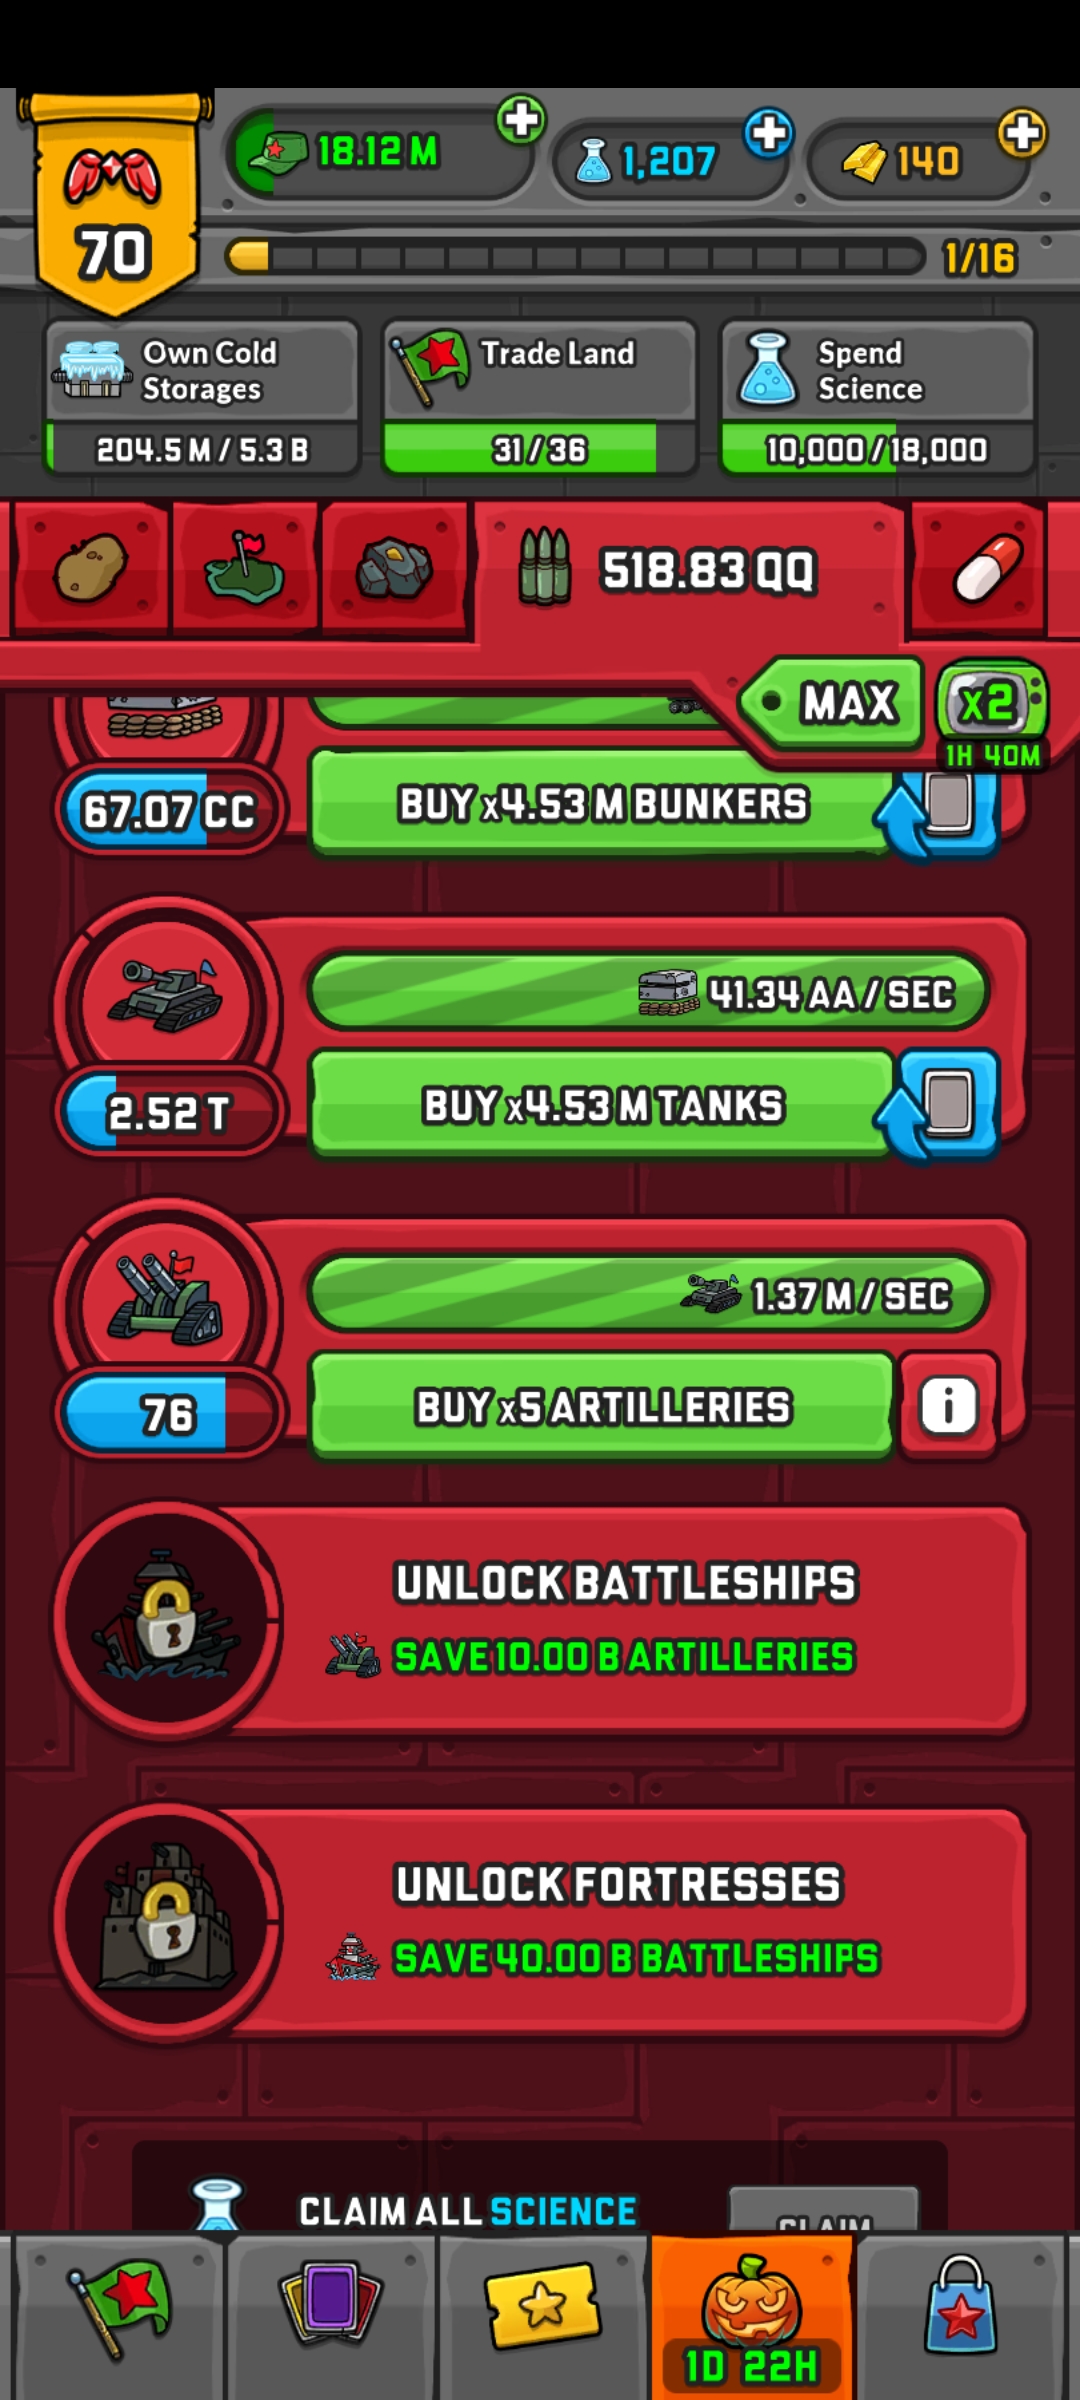 70
18.12 M
1,207
140
1/16
Own Cold
Storages
204.5 M / 5.3 B
Trade Land
31 / 36
Spend
Science
10,000 / 18,000
518.83 QQ
MAX
x2
1H 40M
67.07 CC
BUY x4.53 M BUNKERS
41.34 AA / SEC
2.52 T
BUY x4.53 M TANKS
1.37 M / SEC
76
BUY x5 ARTILLERIES
i
UNLOCK BATTLESHIPS
SAVE 10.00 B ARTILLERIES
UNLOCK FORTRESSES
SAVE 40.00 B BATTLESHIPS
CLAIM ALL SCIENCE
CLAIM
1D 22H